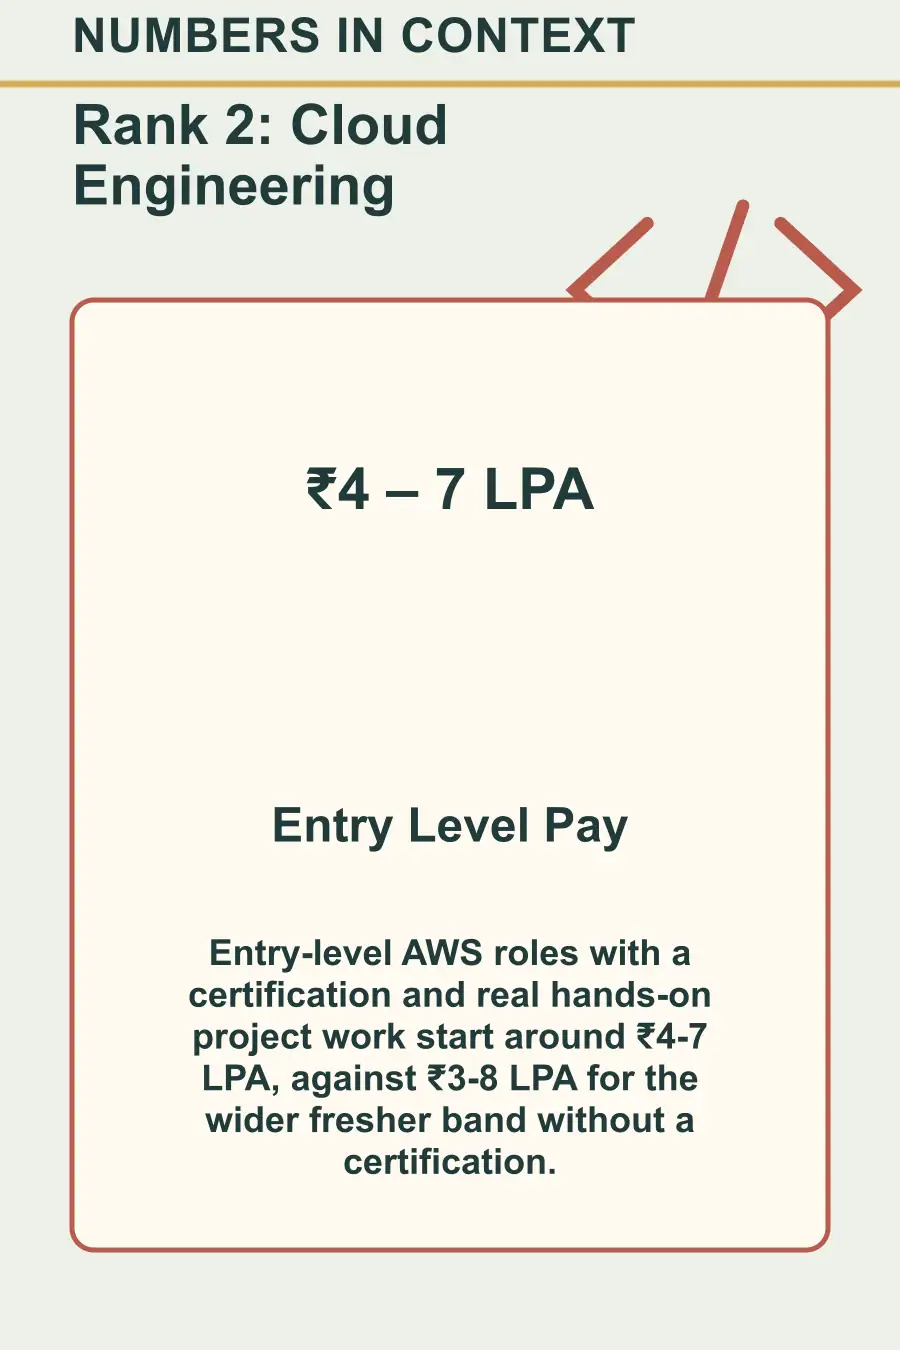 NUMBERS IN CONTEXT
Rank 2: Cloud
Engineering
₹4 – 7 LPA
Entry Level Pay
Entry-level AWS roles with a
certification and real hands-on
project work start around ₹4-7
LPA, against ₹3-8 LPA for the
wider fresher band without a
certification.